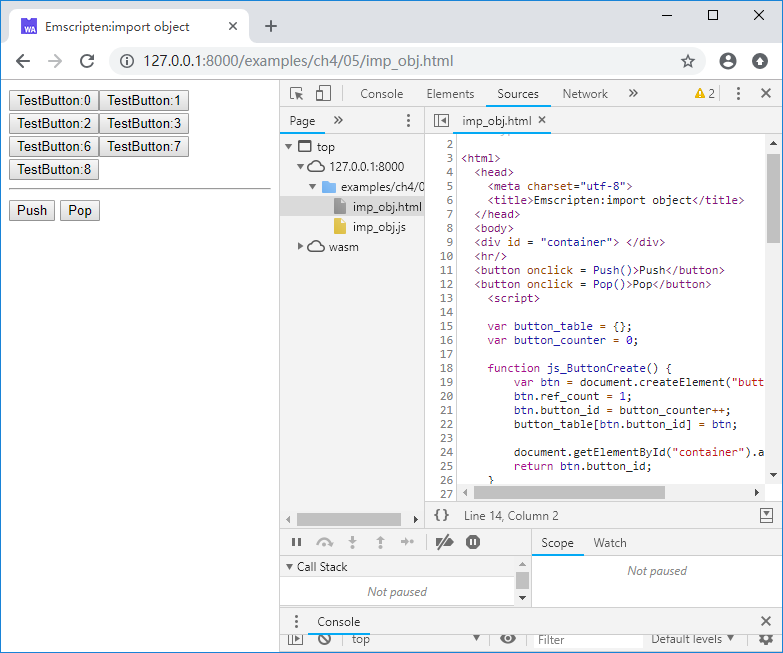 Emscripten:import object
127.0.0.1:8000/examples/ch4/05/imp_obj.html
TestButton:0 TestButton:1
TestButton:2 TestButton:3
TestButton:6 TestButton:7
TestButton:8
Push Pop
Console Elements Sources Network » 2
Page »
imp_obj.html
top
127.0.0.1:8000
examples/ch4/0
imp_obj.html
imp_obj.js
wasm
2
3 <html>
4 <head>
5 <meta charset="utf-8">
6 <title>Emscripten:import object</title>
7 </head>
8 <body>
9 <div id = "container"> </div>
10 <hr/>
11 <button onclick = Push()>Push</button>
12 <button onclick = Pop()>Pop</button>
13 <script>
14
15 var button_table = {};
16 var button_counter = 0;
17
18 function js_ButtonCreate() {
19 var btn = document.createElement("butt
20 btn.ref_count = 1;
21 btn.button_id = button_counter++;
22 button_table[btn.button_id] = btn;
23
24 document.getElementById("container").a
25 return btn.button_id;
26 }
27
{} Line 14, Column 2
Call Stack
Not paused
Scope Watch
Not paused
Console
top Filter Default levels